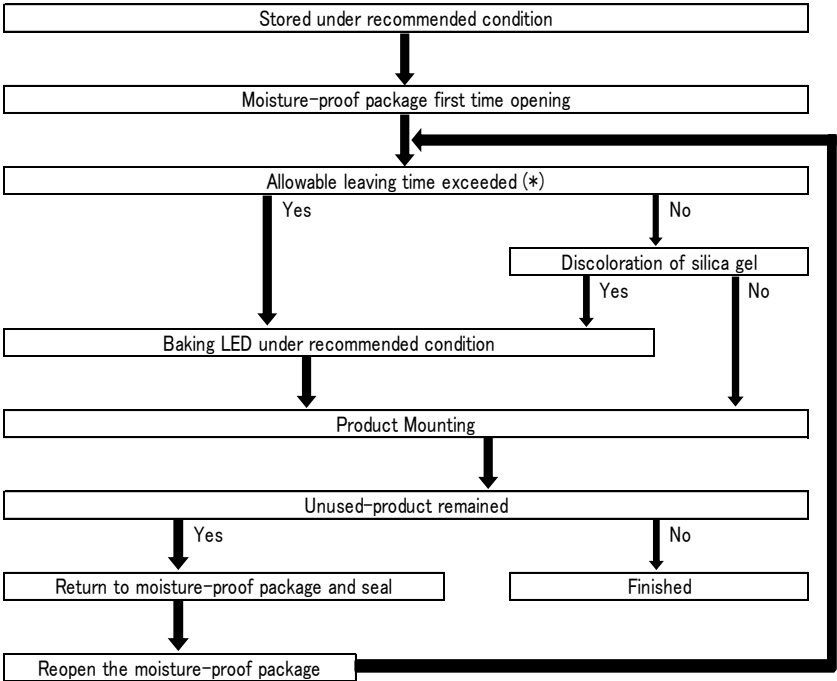 Stored under recommended condition
Moisture-proof package first time opening
Allowable leaving time exceeded (*)
Yes
No
Discoloration of silica gel
Yes
No
Baking LED under recommended condition
Product Mounting
Unused-product remained
Yes
No
Return to moisture-proof package and seal
Finished
Reopen the moisture-proof package